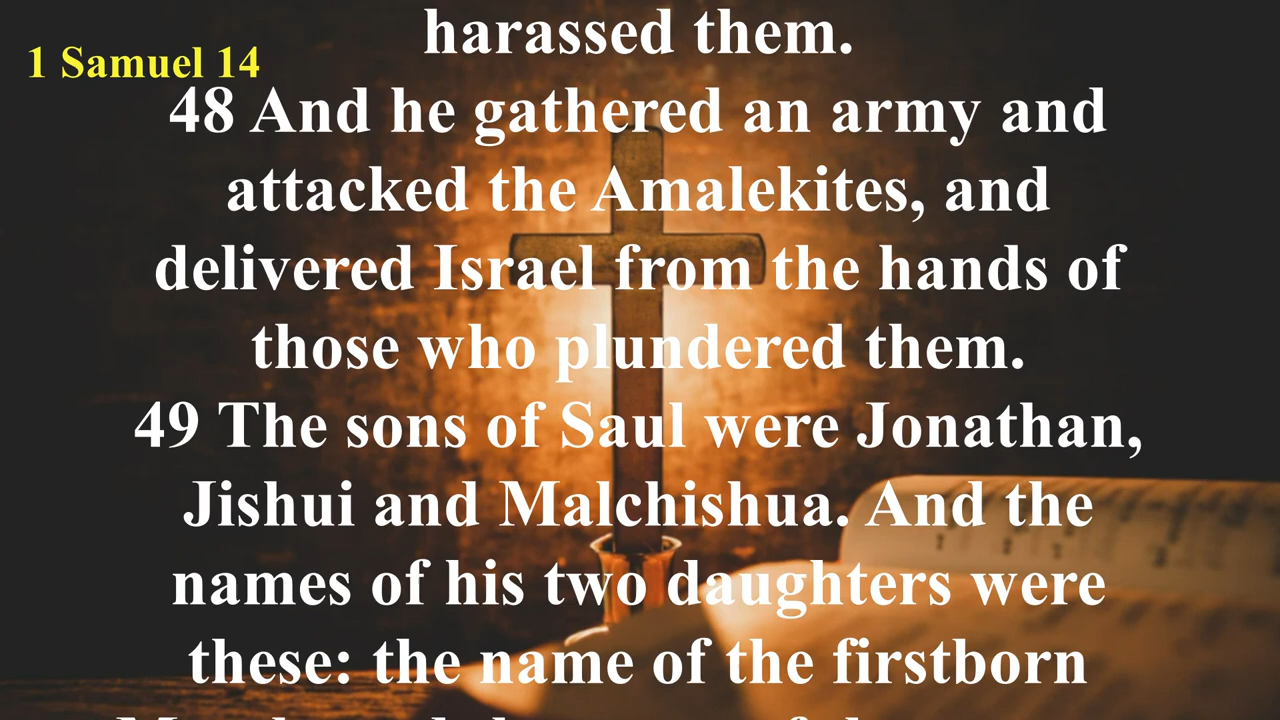 harassed them.
1 Samuel 14
48 And he gathered an army and
attacked the Amalekites, and
delivered Israel from the hands of
those who plundered them.
49 The sons of Saul were Jonathan,
Jishui and Malchishua. And the
names of his two daughters were
these: the name of the firstborn